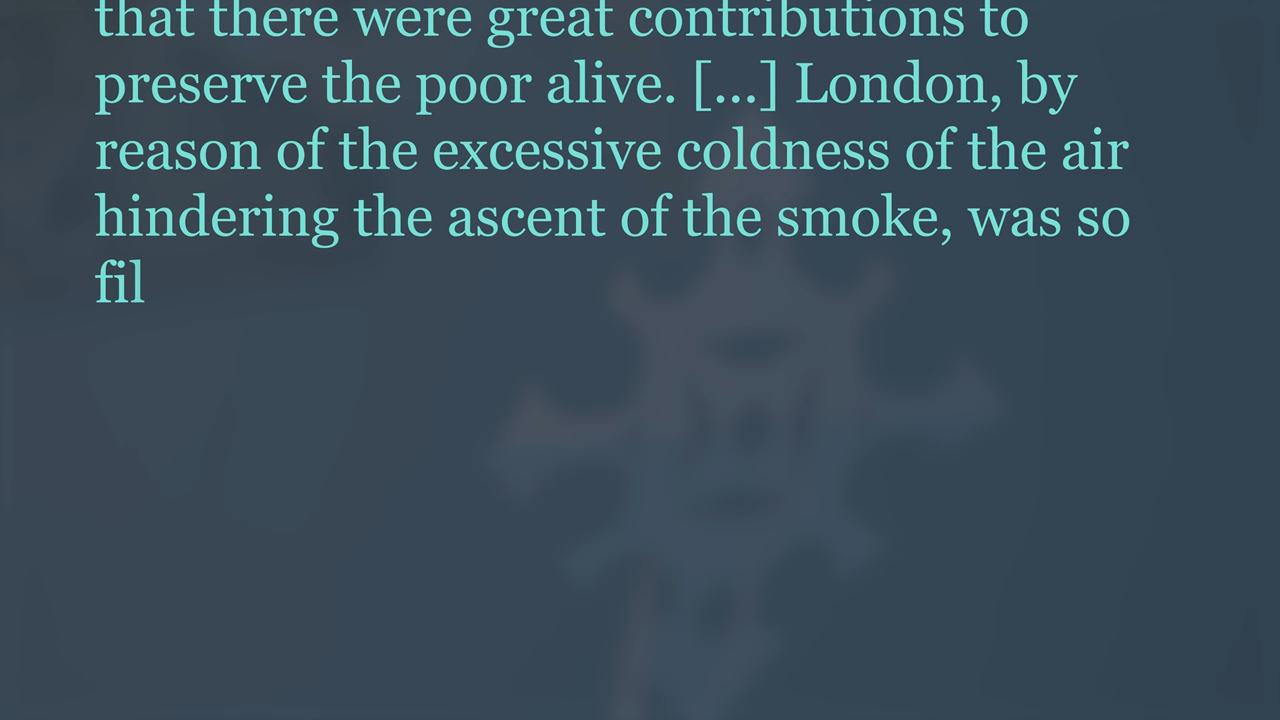 that there were great contributions to
preserve the poor alive. [...] London, by
reason of the excessive coldness of the air
hindering the ascent of the smoke, was so
fil